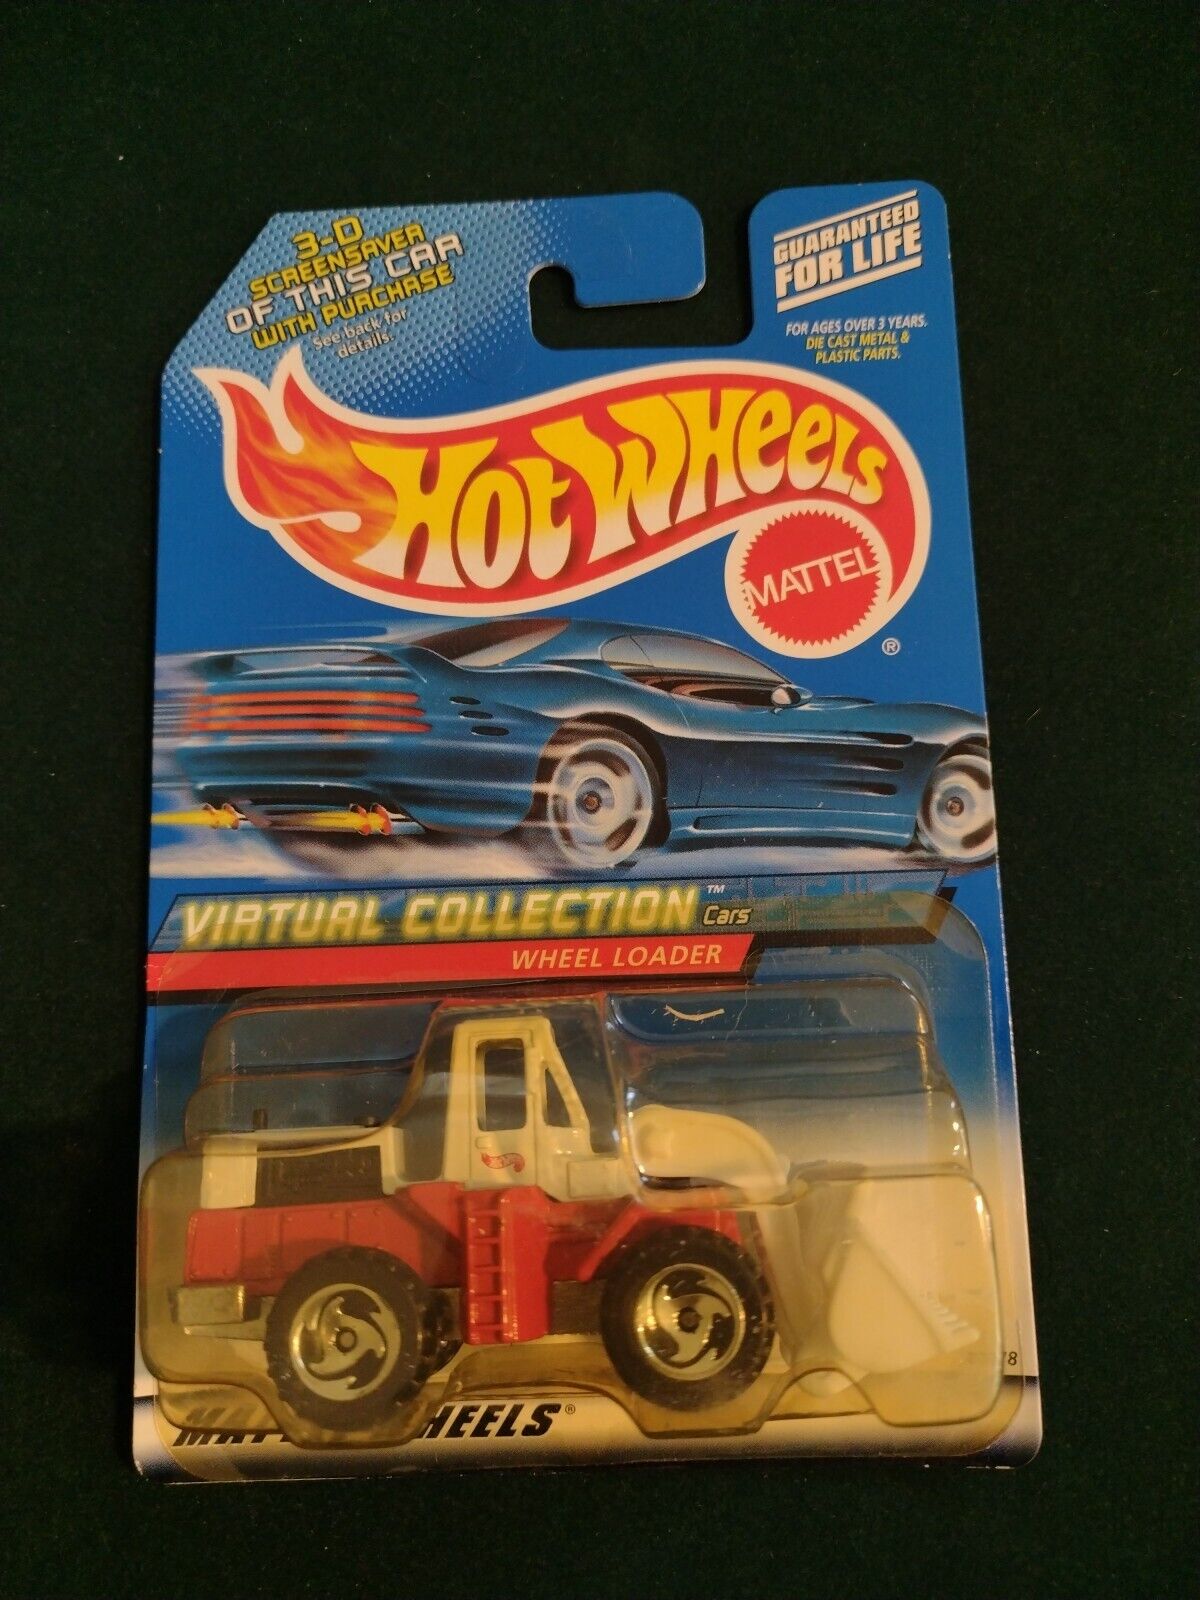 3-D
SCREENSAVER
OF THIS CAR
WITH PURCHASE
See back for
details.
GUARANTEED
FOR LIFE
FOR AGES OVER 3 YEARS.
DIE CAST METAL &
PLASTIC PARTS.
HOT WHEELS
MATTEL
®
VIRTUAL COLLECTION™ Cars
WHEEL LOADER
HEELS®